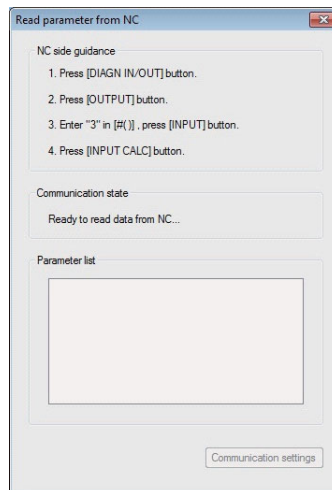 Read parameter from NC
NC side guidance
1. Press [DIAGN IN/OUT] button.
2. Press [OUTPUT] button.
3. Enter "3" in [#()] , press [INPUT] button.
4. Press [INPUT CALC] button.
Communication state
Ready to read data from NC...
Parameter list
Communication settings